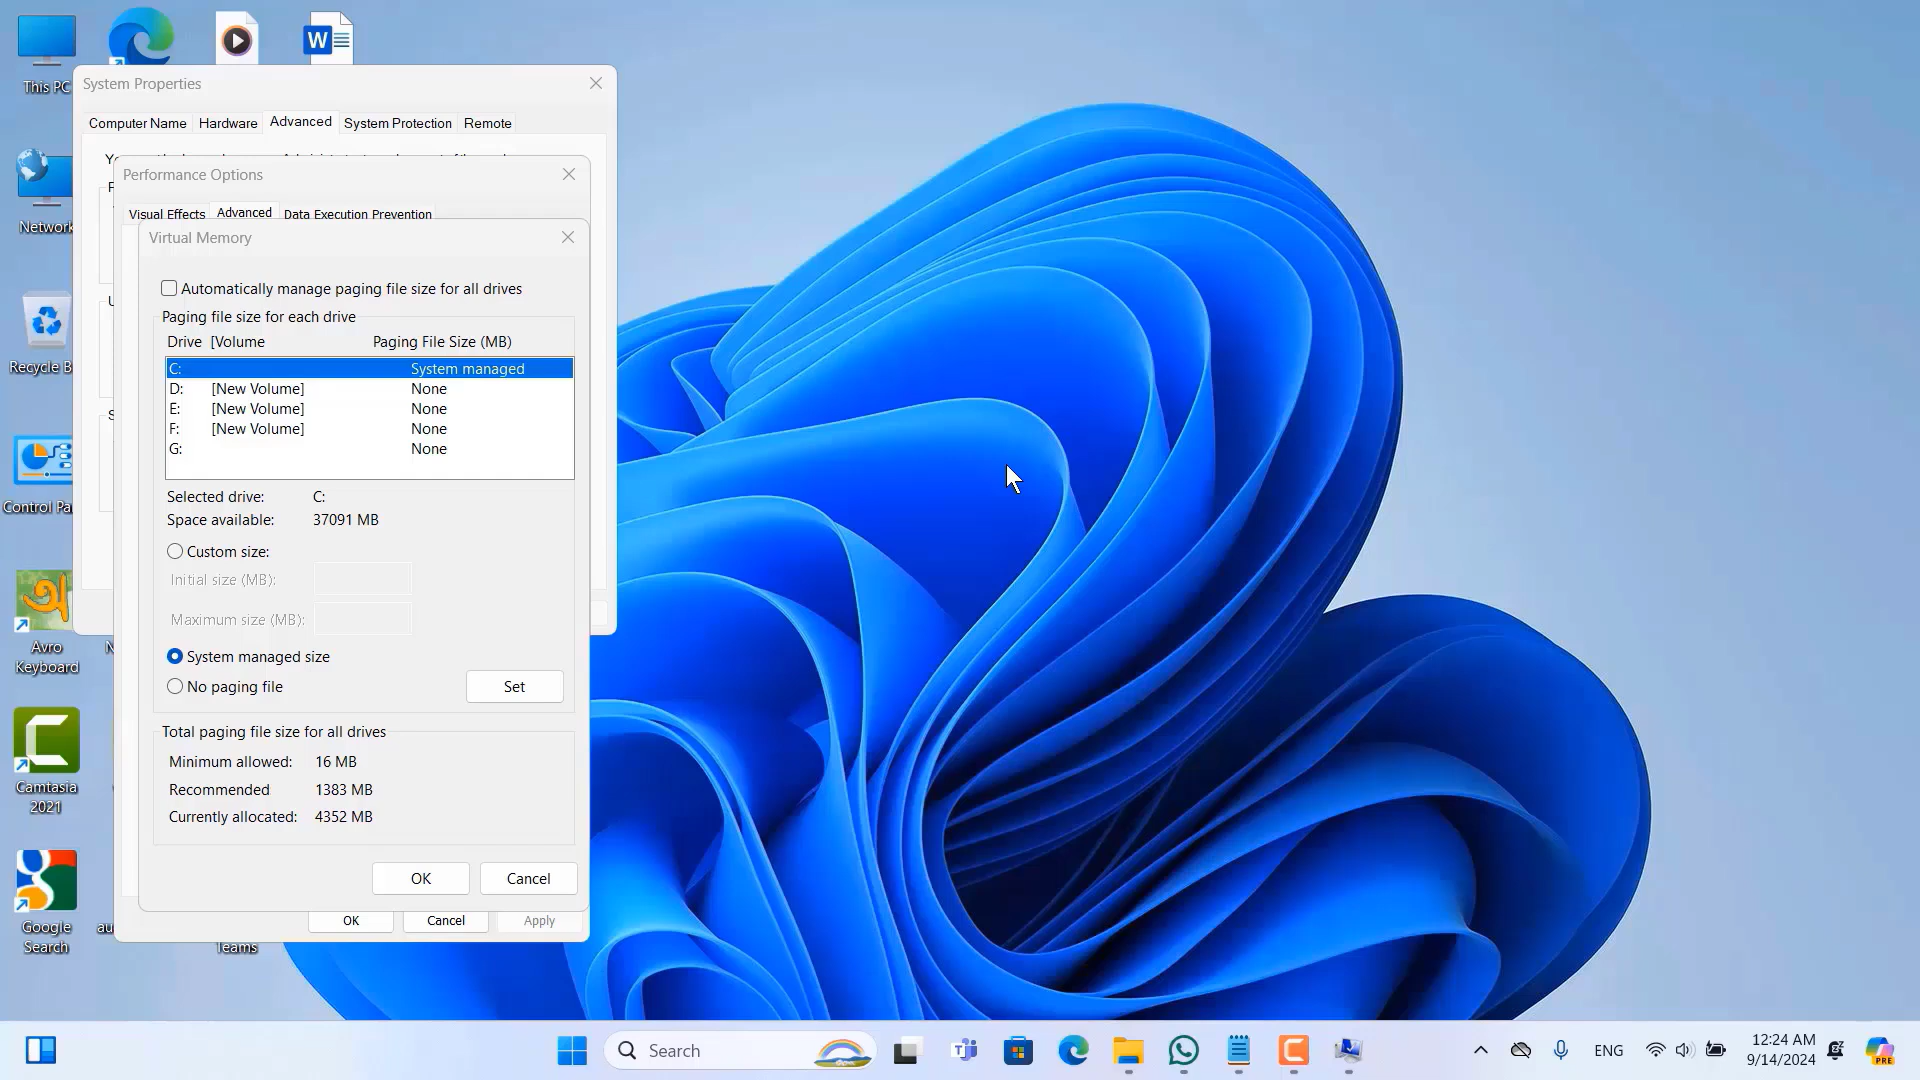 This PC
System Properties
Computer Name
Hardware
Advanced
System Protection
Remote
Performance Options
Visual Effects
Advanced
Data Execution Prevention
Virtual Memory
Automatically manage paging file size for all drives
Paging file size for each drive
Drive [Volume
Paging File Size (MB)
C: System managed
D: [New Volume] None
E: [New Volume] None
F: [New Volume] None
G: None
Selected drive: C:
Space available: 37091 MB
Custom size:
Initial size (MB):
Maximum size (MB):
System managed size
No paging file
Set
Total paging file size for all drives
Minimum allowed: 16 MB
Recommended 1383 MB
Currently allocated: 4352 MB
OK
Cancel
OK
Cancel
Apply
Network
Recycle B
Control Pa
Avro
Keyboard
Camtasia
2021
Google
Search
au
Teams
Search
ENG
12:24 AM
9/14/2024
PRE